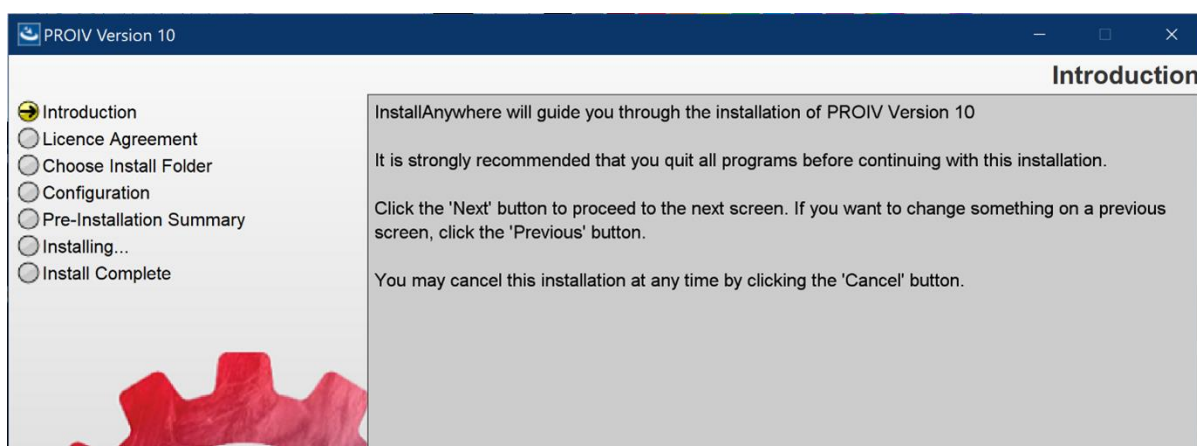 PROIV Version 10
Introduction
Introduction
Licence Agreement
Choose Install Folder
Configuration
Pre-Installation Summary
Installing...
Install Complete
InstallAnywhere will guide you through the installation of PROIV Version 10
It is strongly recommended that you quit all programs before continuing with this installation.
Click the 'Next' button to proceed to the next screen. If you want to change something on a previous
screen, click the 'Previous' button.
You may cancel this installation at any time by clicking the 'Cancel' button.